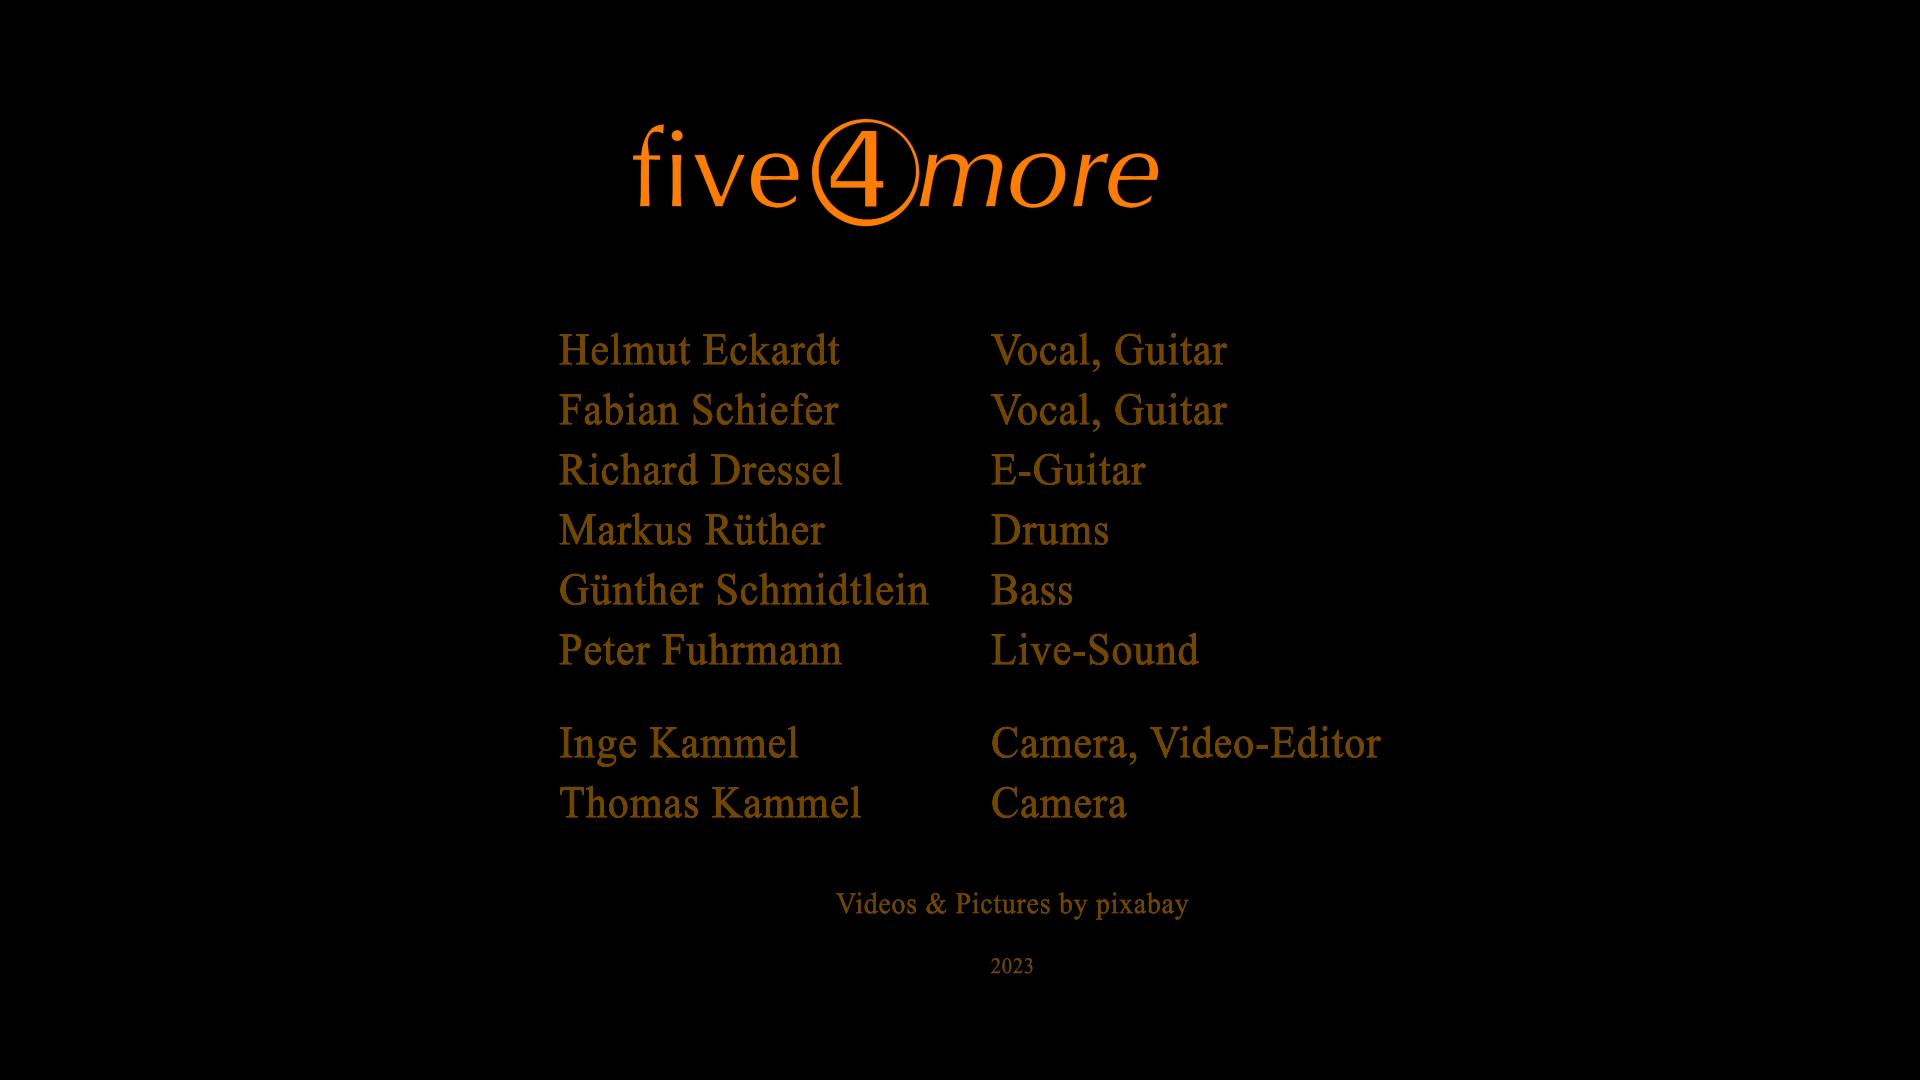 five4more
Helmut Eckardt Vocal, Guitar
Fabian Schiefer Vocal, Guitar
Richard Dressel E-Guitar
Markus Rüther Drums
Günther Schmidtlein Bass
Peter Fuhrmann Live-Sound
Inge Kammel Camera, Video-Editor
Thomas Kammel Camera
Videos & Pictures by pixabay
2023